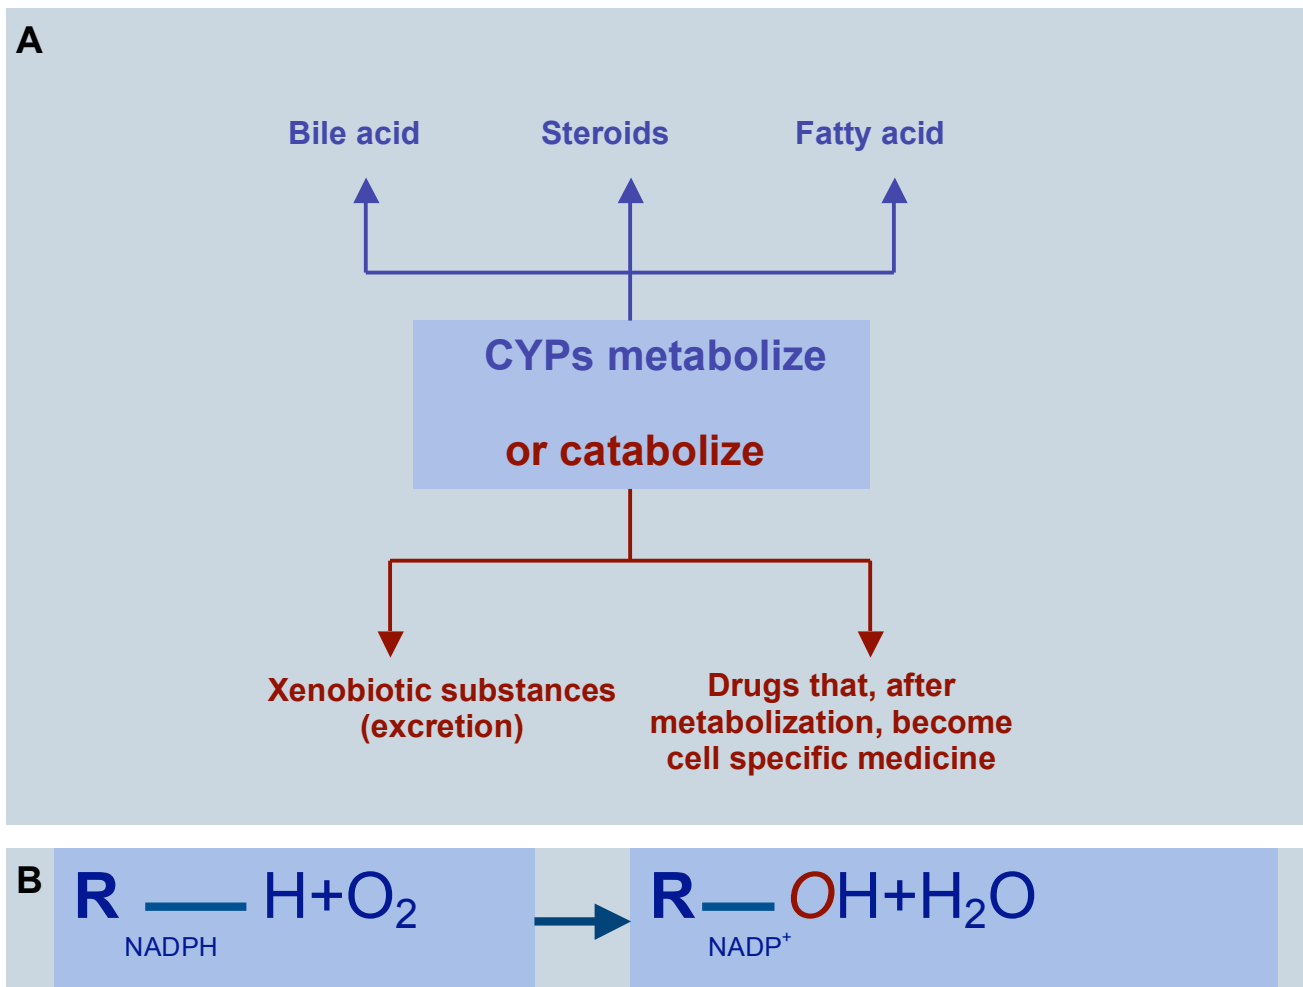 A
Bile acid
Steroids
Fatty acid
CYPs metabolize
or catabolize
Xenobiotic substances
(excretion)
Drugs that, after
metabolization, become
cell specific medicine
B
R — H+O₂
NADPH
R — OH+H₂O
NADP⁺